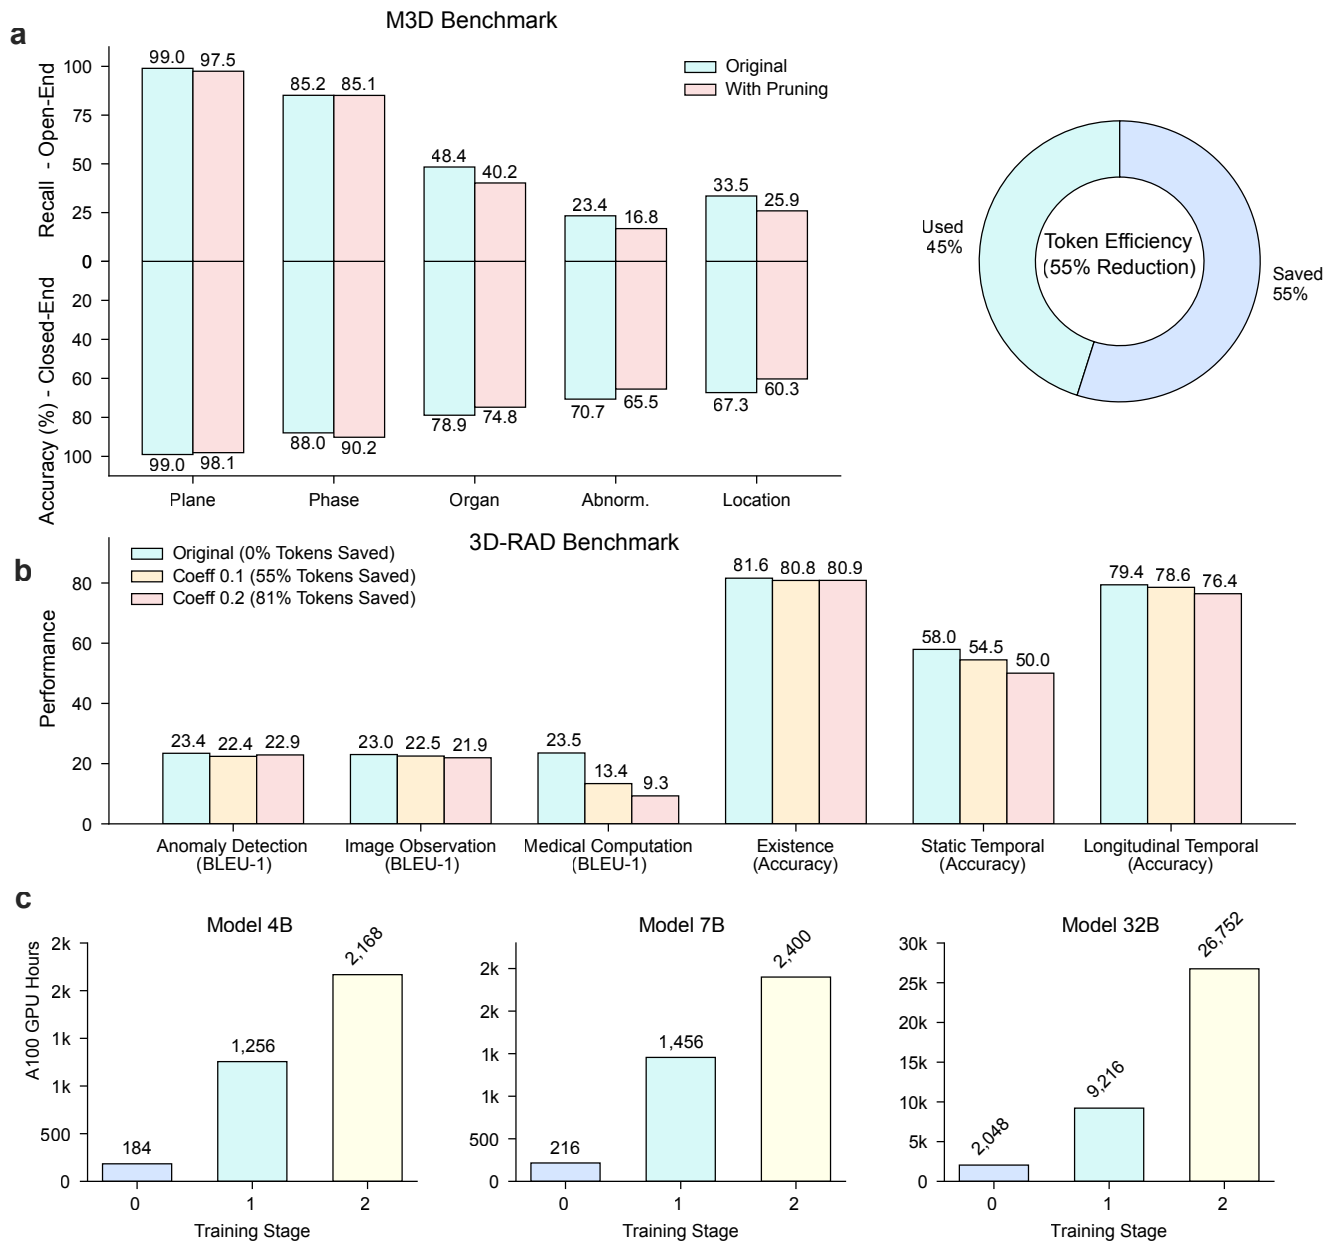 a
M3D Benchmark
Recall - Open-End
Accuracy (%) - Closed-End
100
75
50
25
0
20
40
60
80
100
Original
With Pruning
99.0 97.5
85.2 85.1
48.4 40.2
23.4 16.8
33.5 25.9
99.0 98.1
88.0 90.2
78.9 74.8
70.7 65.5
67.3 60.3
Plane Phase Organ Abnorm. Location
Used
45%
Token Efficiency
(55% Reduction)
Saved
55%
b
3D-RAD Benchmark
Original (0% Tokens Saved)
Coeff 0.1 (55% Tokens Saved)
Coeff 0.2 (81% Tokens Saved)
Performance
80
60
40
20
0
23.4 22.4 22.9
23.0 22.5 21.9
23.5 13.4 9.3
81.6 80.8 80.9
58.0 54.5 50.0
79.4 78.6 76.4
Anomaly Detection
(BLEU-1)
Image Observation
(BLEU-1)
Medical Computation
(BLEU-1)
Existence
(Accuracy)
Static Temporal
(Accuracy)
Longitudinal Temporal
(Accuracy)
c
Model 4B
A100 GPU Hours
2k
2k
1k
1k
500
0
184
1,256
2,168
0 1 2
Training Stage
Model 7B
2k
2k
1k
1k
500
0
216
1,456
2,400
0 1 2
Training Stage
Model 32B
30k
25k
20k
15k
10k
5k
0
2,048
9,216
26,752
0 1 2
Training Stage